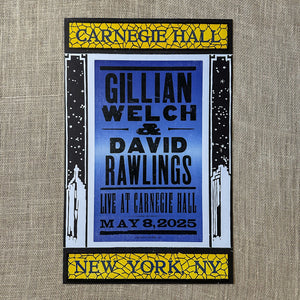 CARNEGIE HALL
GILLIAN
WELCH
&
DAVID
RAWLINGS
LIVE AT CARNEGIE HALL
MAY 8, 2025
NEW YORK, NY